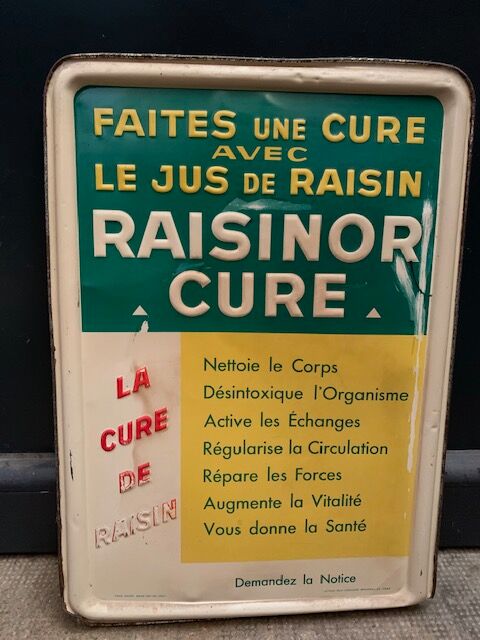 FAITES UNE CURE
AVEC
LE JUS DE RAISIN
RAISINOR
CURE
LA
CURE
DE
RAISIN
Nettoie le Corps
Désintoxique l'Organisme
Active les Échanges
Régularise la Circulation
Répare les Forces
Augmente la Vitalité
Vous donne la Santé
Demandez la Notice